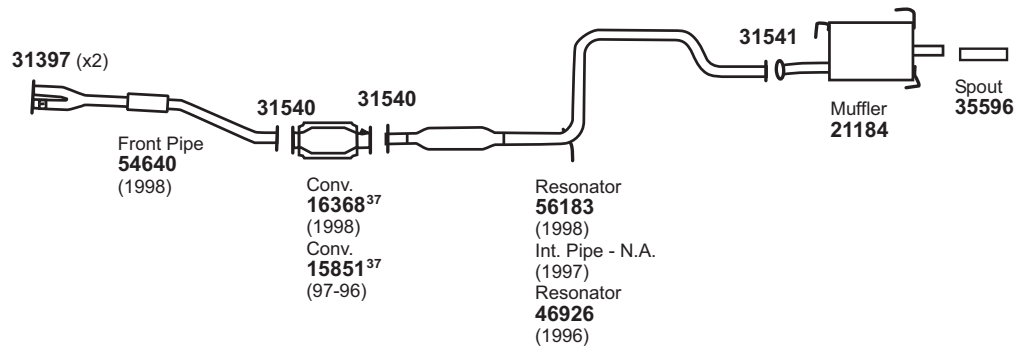 31397 (x2)
31540
31540
31541
Front Pipe
54640
(1998)
Conv.
16368³⁷
(1998)
Conv.
15851³⁷
(97-96)
Resonator
56183
(1998)
Int. Pipe - N.A.
(1997)
Resonator
46926
(1996)
Muffler
21184
Spout
35596